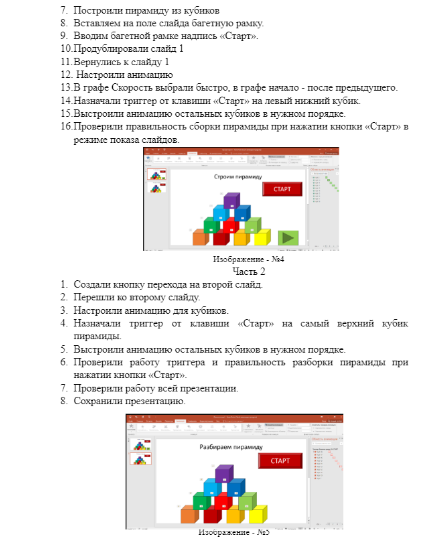 7. Построили пирамиду из кубиков
8. Вставляем на поле слайда багетную рамку.
9. Вводим багетной рамке надпись «Старт».
10.Продублировали слайд 1
11.Вернулись к слайду 1
12. Настроили анимацию
13.В графе Скорость выбрали быстро, в графе начало - после предыдущего.
14.Назначали триггер от клавиши «Старт» на левый нижний кубик.
15.Выстроили анимацию остальных кубиков в нужном порядке.
16.Проверили правильность сборки пирамиды при нажатии кнопки «Старт» в
режиме показа слайдов.
Строим пирамиду
СТАРТ
Изображение - №4
Часть 2
1. Создали кнопку перехода на второй слайд.
2. Перешли ко второму слайду.
3. Настроили анимацию для кубиков.
4. Назначали триггер от клавиши «Старт» на самый верхний кубик
пирамиды.
5. Выстроили анимацию остальных кубиков в нужном порядке.
6. Проверили работу триггера и правильность разборки пирамиды при
нажатии кнопки «Старт».
7. Проверили работу всей презентации.
8. Сохранили презентацию.
Разбираем пирамиду
СТАРТ
Изображение - №5